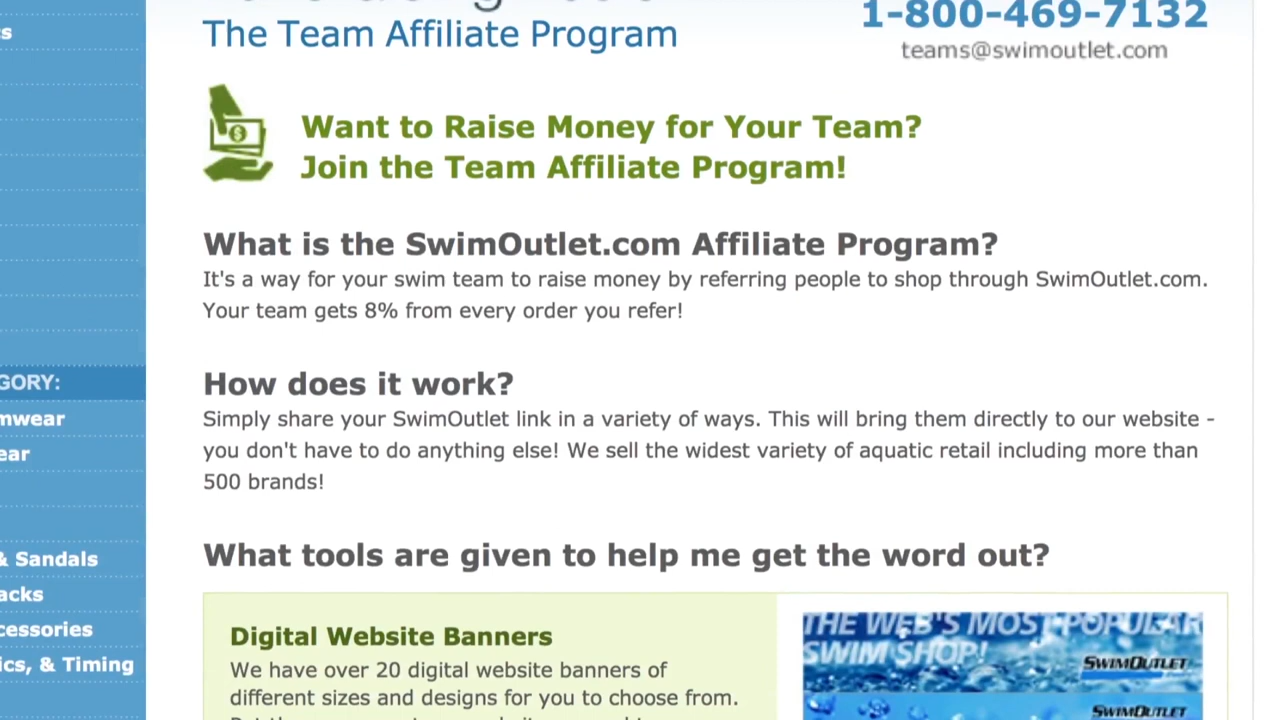 1-800-469-7132
The Team Affiliate Program
teams@swimoutlet.com
Want to Raise Money for Your Team?
Join the Team Affiliate Program!
What is the SwimOutlet.com Affiliate Program?
It's a way for your swim team to raise money by referring people to shop through SwimOutlet.com.
Your team gets 8% from every order you refer!
How does it work?
Simply share your SwimOutlet link in a variety of ways. This will bring them directly to our website -
you don't have to do anything else! We sell the widest variety of aquatic retail including more than
500 brands!
What tools are given to help me get the word out?
Digital Website Banners
We have over 20 digital website banners of
different sizes and designs for you to choose from.
THE WEB'S MOST POPULAR
SWIM SHOP!
SWIMOUTLET
SWIMOUTLET
GORY:
mwear
ear
& Sandals
acks
cessories
ics, & Timing